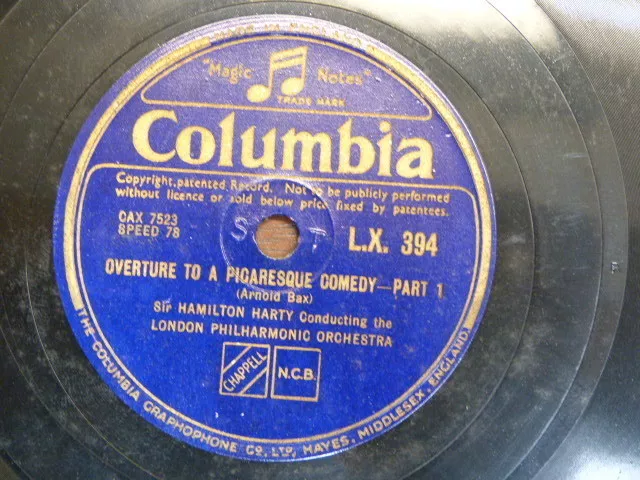 "Magic Notes"
TRADE MARK
Columbia
Copyright, patented Record. Not to be publicly performed
without licence or sold below price fixed by patentees.
CAX 7523
SPEED 78
L.X. 394
OVERTURE TO A PICARESQUE COMEDY—PART 1
(Arnold Bax)
Sir HAMILTON HARTY Conducting the
LONDON PHILHARMONIC ORCHESTRA
CHAPPELL
N.C.B.
(THE COLUMBIA GRAPHOPHONE CO., LTD, HAYES, MIDDLESEX, ENGLAND)